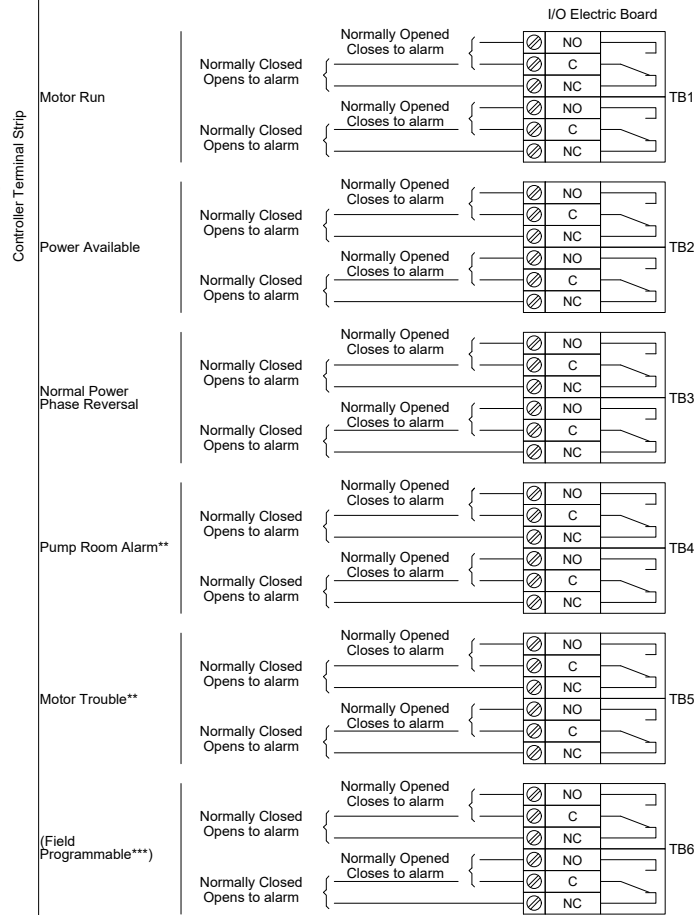 I/O Electric Board
Controller Terminal Strip
Motor Run
Normally Opened
Closes to alarm
Normally Closed
Opens to alarm
NO
C
NC
Normally Opened
Closes to alarm
Normally Closed
Opens to alarm
NO
C
NC
TB1
Power Available
Normally Opened
Closes to alarm
Normally Closed
Opens to alarm
NO
C
NC
Normally Opened
Closes to alarm
Normally Closed
Opens to alarm
NO
C
NC
TB2
Normal Power
Phase Reversal
Normally Opened
Closes to alarm
Normally Closed
Opens to alarm
NO
C
NC
Normally Opened
Closes to alarm
Normally Closed
Opens to alarm
NO
C
NC
TB3
Pump Room Alarm**
Normally Opened
Closes to alarm
Normally Closed
Opens to alarm
NO
C
NC
Normally Opened
Closes to alarm
Normally Closed
Opens to alarm
NO
C
NC
TB4
Motor Trouble**
Normally Opened
Closes to alarm
Normally Closed
Opens to alarm
NO
C
NC
Normally Opened
Closes to alarm
Normally Closed
Opens to alarm
NO
C
NC
TB5
(Field
Programmable***)
Normally Opened
Closes to alarm
Normally Closed
Opens to alarm
NO
C
NC
Normally Opened
Closes to alarm
Normally Closed
Opens to alarm
NO
C
NC
TB6